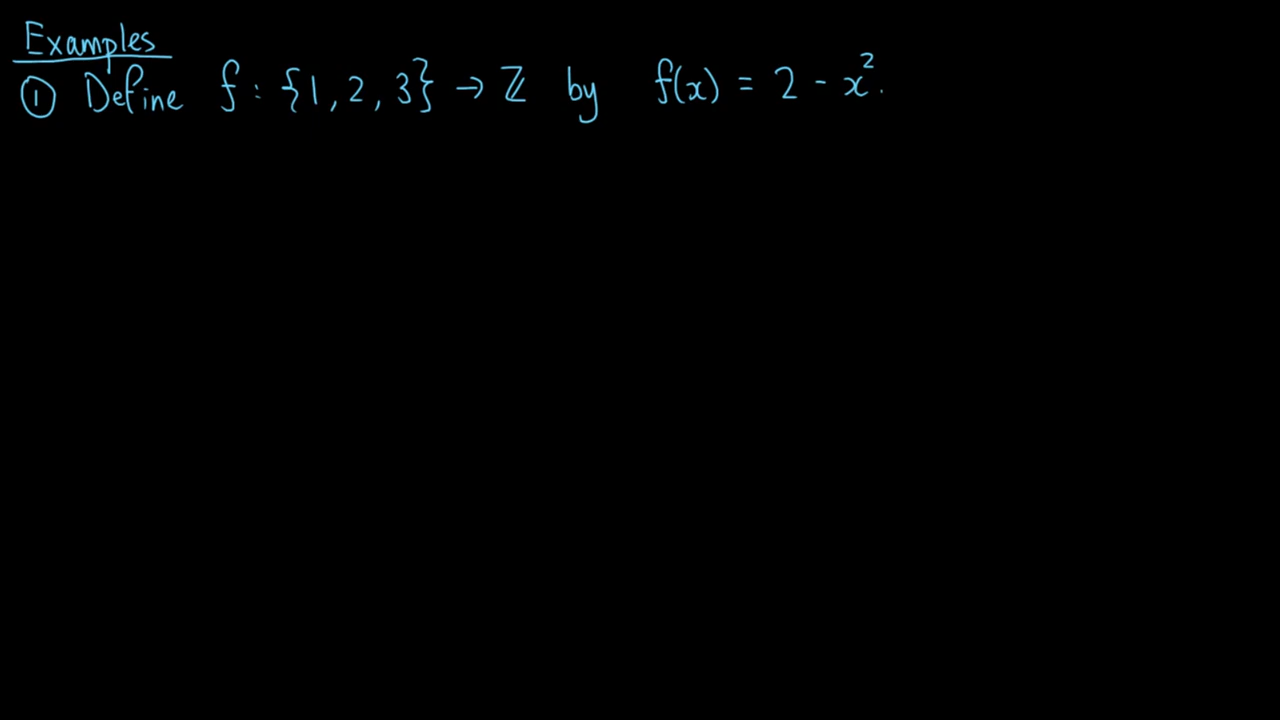 Examples
① Define f : {1, 2, 3} → ℤ by f(x) = 2 - x².